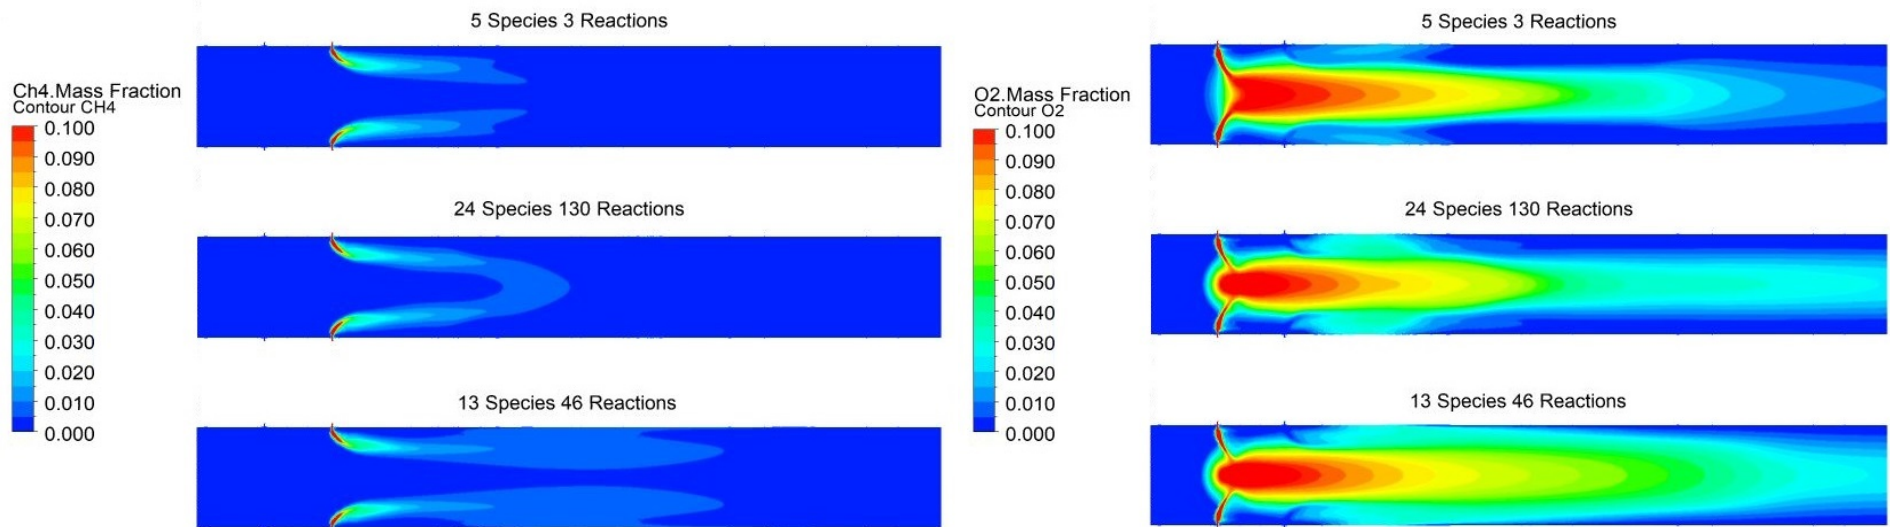 5 Species 3 Reactions
Ch4.Mass Fraction
Contour CH4
0.100
0.090
0.080
0.070
0.060
0.050
0.040
0.030
0.020
0.010
0.000
24 Species 130 Reactions
13 Species 46 Reactions
5 Species 3 Reactions
O2.Mass Fraction
Contour O2
0.100
0.090
0.080
0.070
0.060
0.050
0.040
0.030
0.020
0.010
0.000
24 Species 130 Reactions
13 Species 46 Reactions